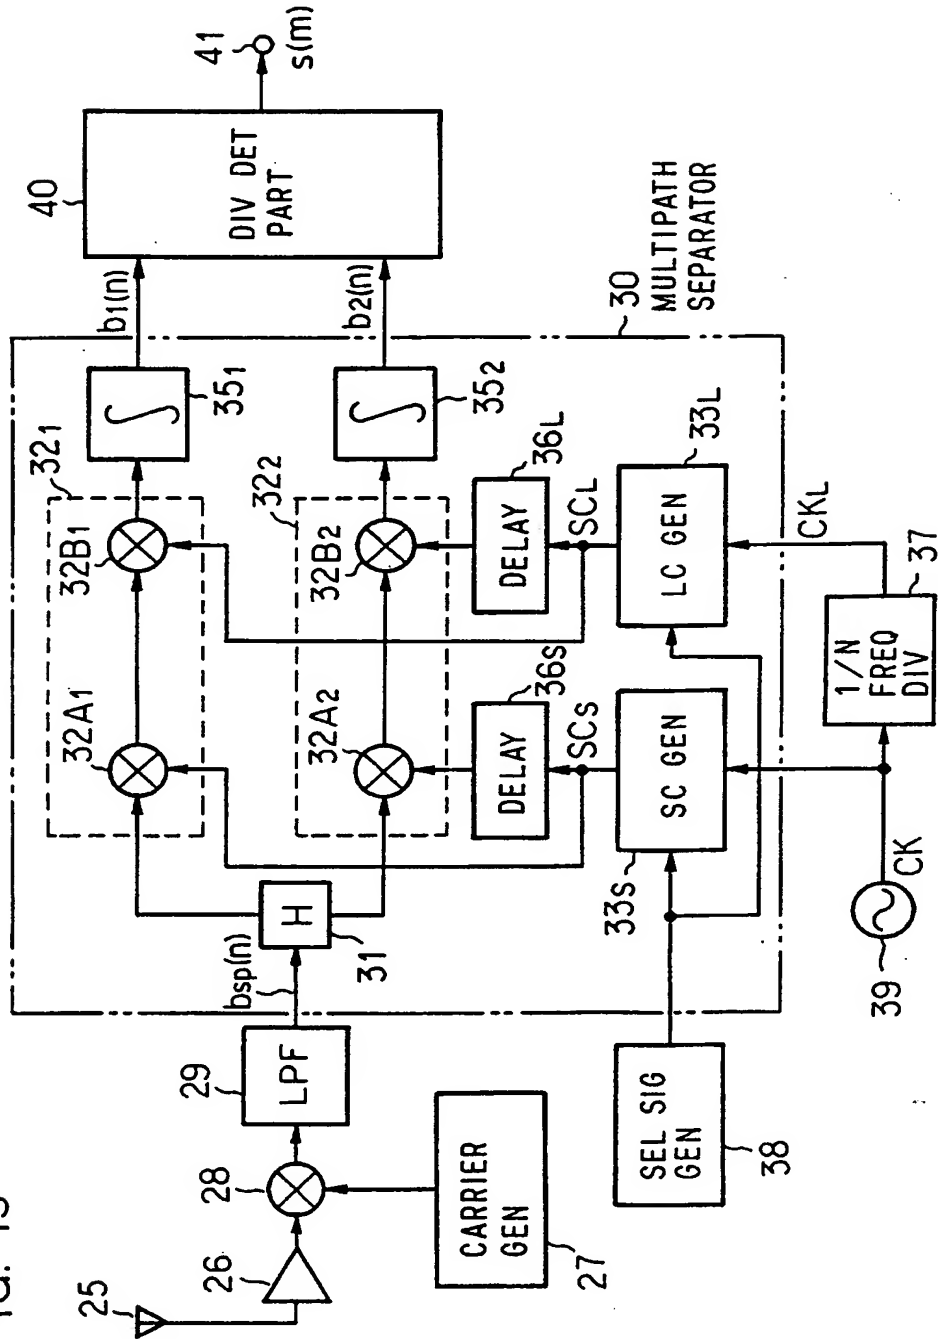 25
26
28
29
LPF
27
CARRIER
GEN
bsp(n)
31
H
32A1
32B1
321
351
b1(n)
40
DIV DET
PART
41
s(m)
32A2
32B2
322
352
b2(n)
36S
DELAY
SCS
36L
DELAY
SCL
33S
SC GEN
33L
LC GEN
30
MULTIPATH
SEPARATOR
SEL SIG
GEN
38
CKL
39
CK
1/N
FREQ
DIV
37